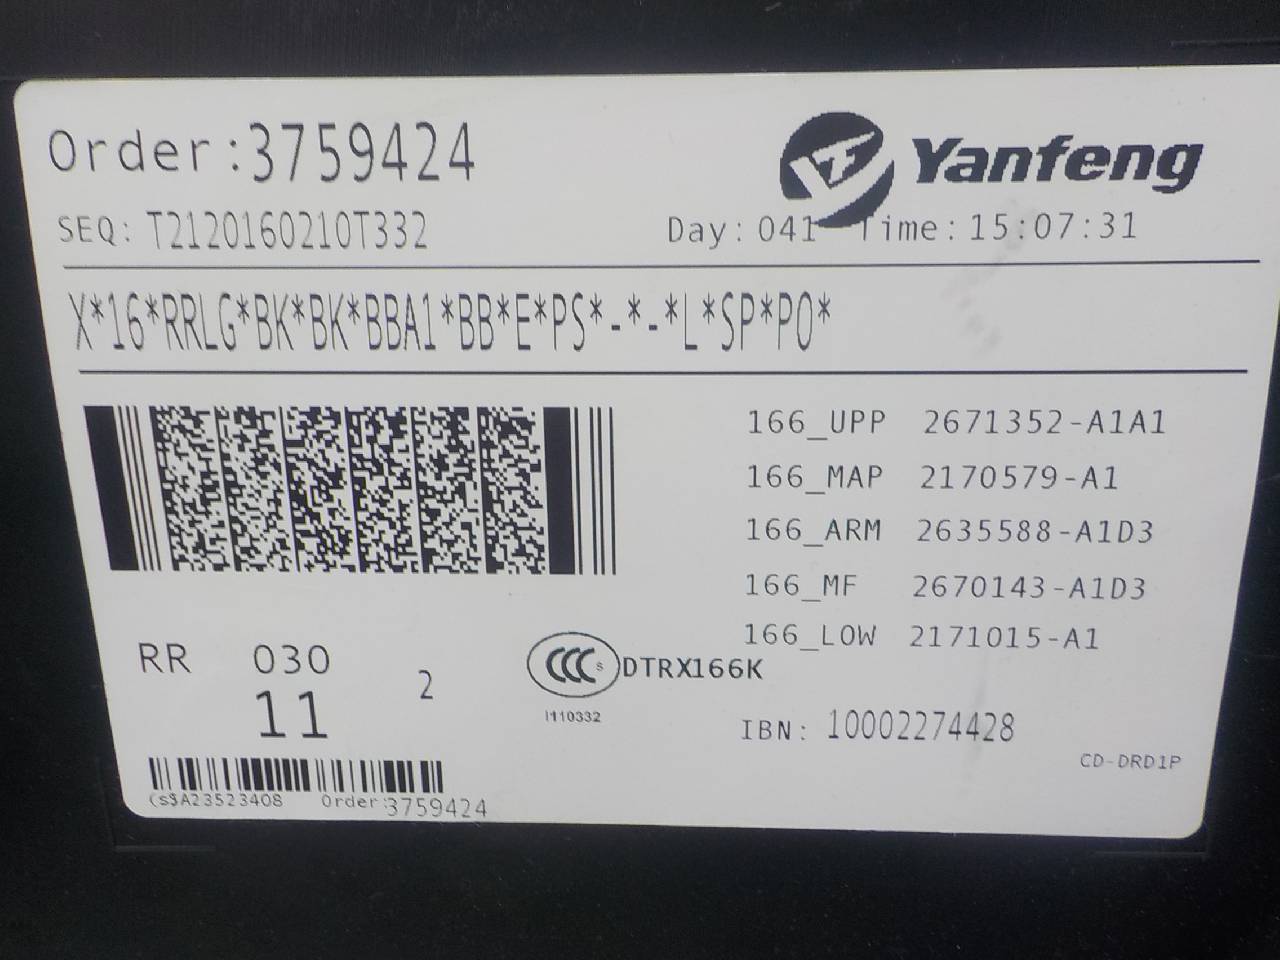 Order:3759424
Yanfeng
SEQ: T2120160210T332 Day:041 Time:15:07:31
X*16*RRLG*BK*BK*BBA1*BB*E*PS*-*-*L*SP*PO*
166_UPP 2671352-A1A1
166_MAP 2170579-A1
166_ARM 2635588-A1D3
166_MF 2670143-A1D3
166_LOW 2171015-A1
RR 030
11
2
CCC S DTRX166K
I110332
IBN: 10002274428
CD-DRD1P
Order:3759424